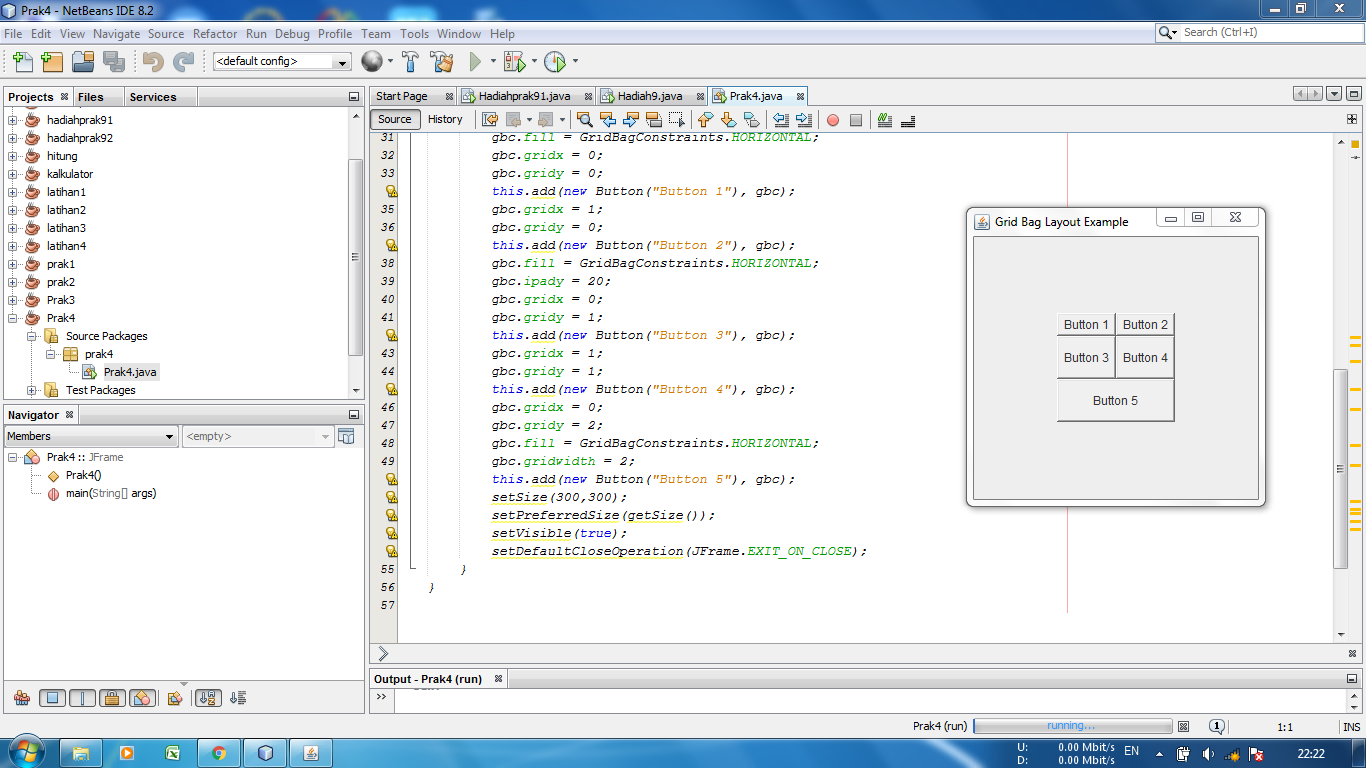 Prak4 - NetBeans IDE 8.2
File Edit View Navigate Source Refactor Run Debug Profile Team Tools Window Help
Search (Ctrl+I)
<default config>
Projects Files Services
hadiahprak91
hadiahprak92
hitung
kalkulator
latihan1
latihan2
latihan3
latihan4
prak1
prak2
Prak3
Prak4
Source Packages
prak4
Prak4.java
Test Packages
Navigator
Members <empty>
Prak4 :: JFrame
Prak4()
main(String[] args)
Start Page Hadiahprak91.java Hadiah9.java Prak4.java
Source History
31 gbc.fill = GridBagConstraints.HORIZONTAL;
32 gbc.gridx = 0;
33 gbc.gridy = 0;
this.add(new Button("Button 1"), gbc);
35 gbc.gridx = 1;
36 gbc.gridy = 0;
this.add(new Button("Button 2"), gbc);
38 gbc.fill = GridBagConstraints.HORIZONTAL;
39 gbc.ipady = 20;
40 gbc.gridx = 0;
41 gbc.gridy = 1;
this.add(new Button("Button 3"), gbc);
43 gbc.gridx = 1;
44 gbc.gridy = 1;
this.add(new Button("Button 4"), gbc);
46 gbc.gridx = 0;
47 gbc.gridy = 2;
48 gbc.fill = GridBagConstraints.HORIZONTAL;
49 gbc.gridwidth = 2;
this.add(new Button("Button 5"), gbc);
setSize(300,300);
setPreferredSize(getSize());
setVisible(true);
setDefaultCloseOperation(JFrame.EXIT_ON_CLOSE);
55 }
56 }
57
Grid Bag Layout Example
Button 1 Button 2
Button 3 Button 4
Button 5
Output - Prak4 (run)
Prak4 (run) running... 1 1:1 INS
U: 0.00 Mbit/s
D: 0.00 Mbit/s
EN 22:22